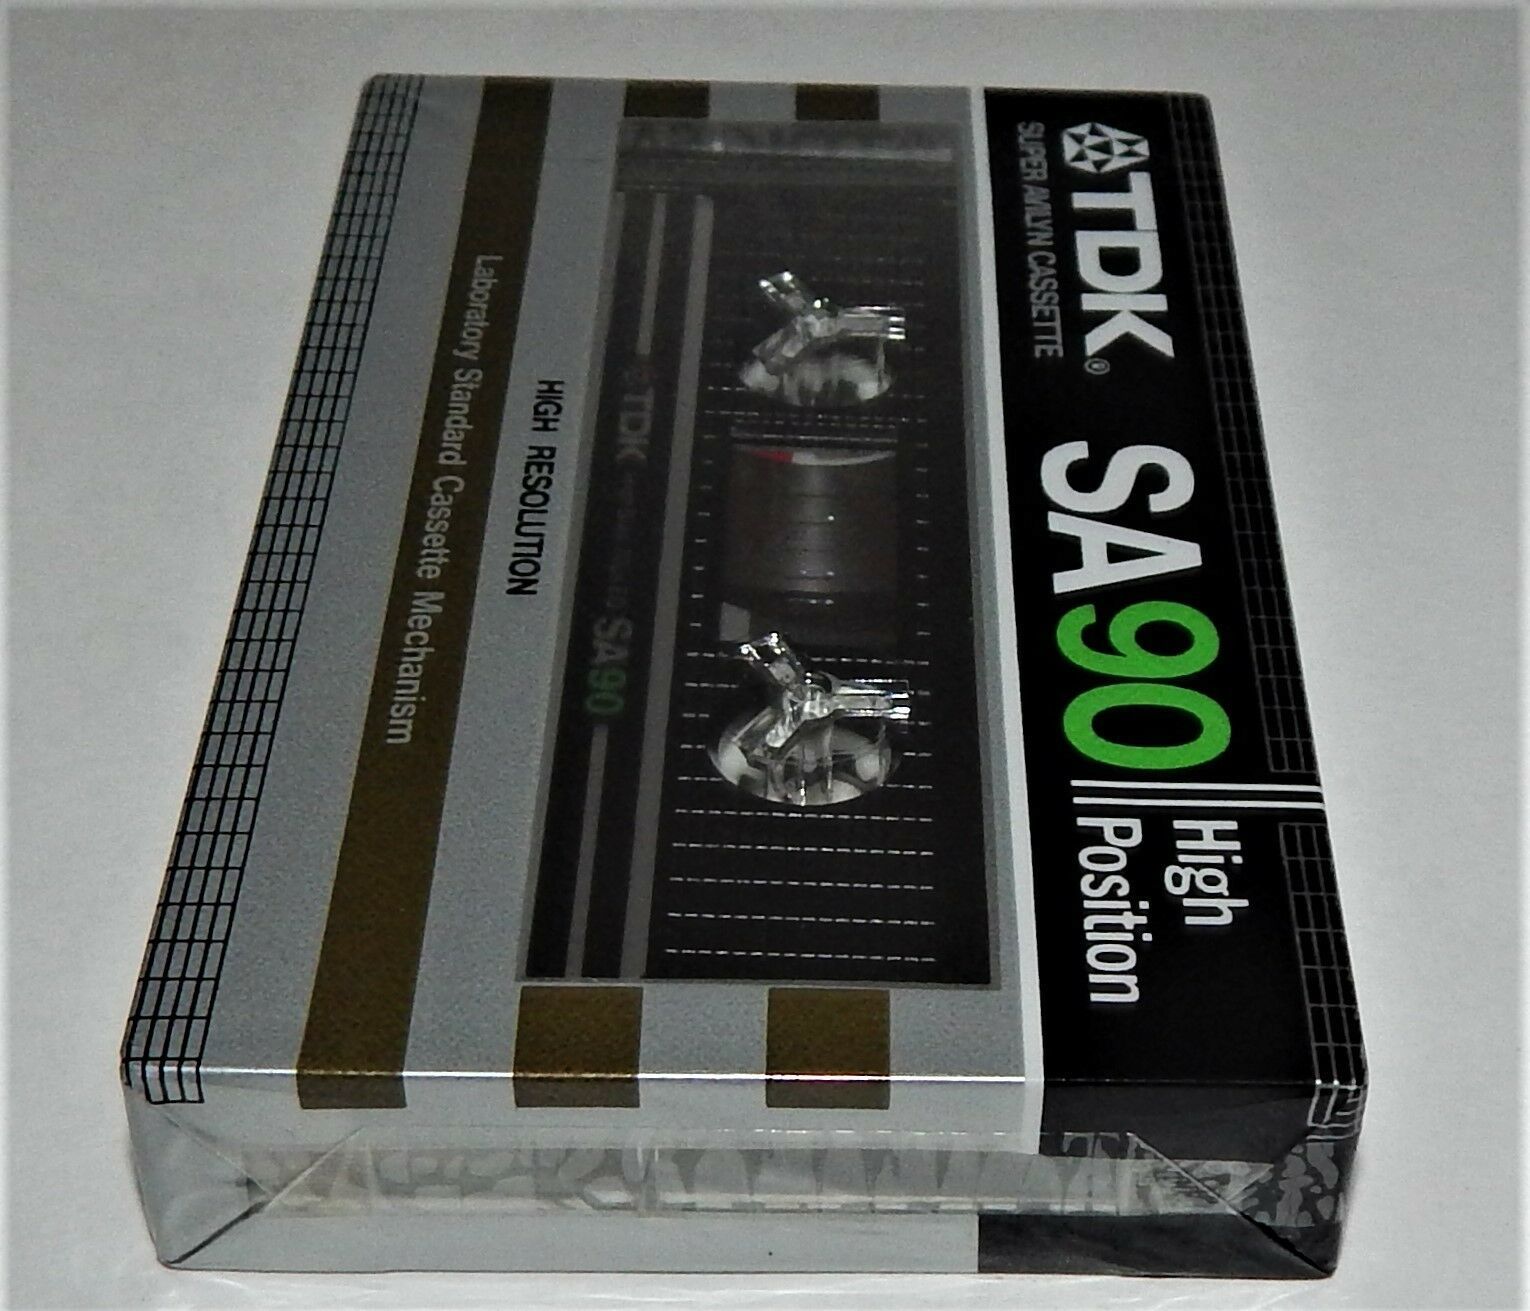 TDK®
SUPER AVILYN CASSETTE
SA90
High
Position
TDK
SA90
HIGH RESOLUTION
Laboratory Standard Cassette Mechanism